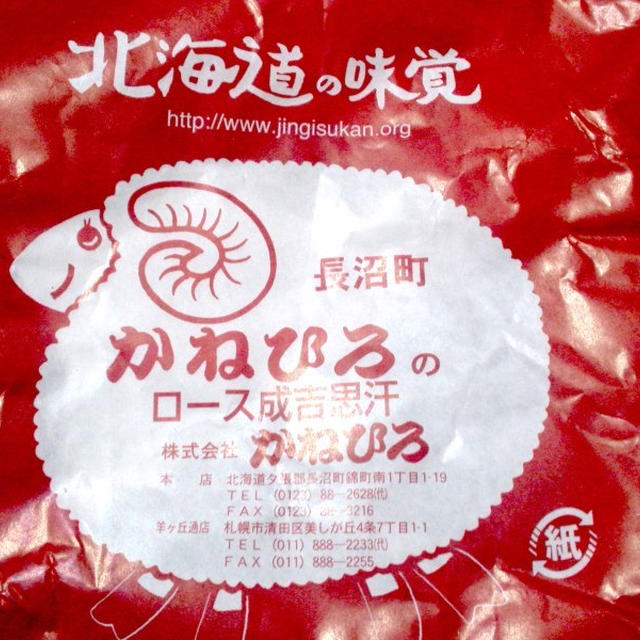 北海道の味覚
http://www.jingisukan.org
長沼町
かねひろの
ロース成吉思汗
株式会社 かねひろ
本 店 北海道夕張郡長沼町錦町南1丁目1-19
TEL (0123) 88-2628(代)
FAX (0123) 88-3216
羊ヶ丘通店 札幌市清田区美しが丘4条7丁目1-1
TEL (011) 888-2233(代)
FAX (011) 888-2255
紙